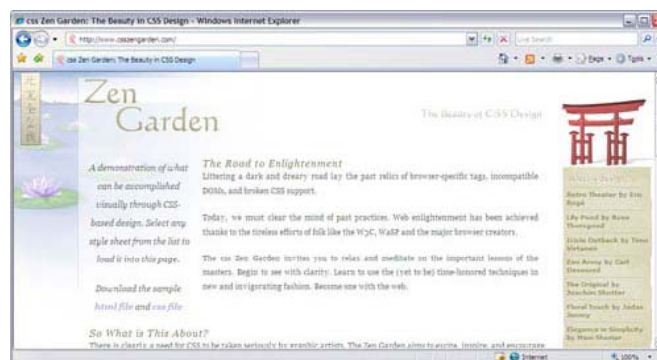 css Zen Garden: The Beauty in CSS Design - Windows Internet Explorer
http://www.csszengarden.com/
Live Search
css Zen Garden: The Beauty in CSS Design
Page
Tools
Zen
Garden
The Beauty of CSS Design
A demonstration of what
can be accomplished
visually through CSS-
based design. Select any
style sheet from the list to
load it into this page.
Download the sample
html file and css file
The Road to Enlightenment
Littering a dark and dreary road lay the past relics of browser-specific tags, incompatible
DOMs, and broken CSS support.
Today, we must clear the mind of past practices. Web enlightenment has been achieved
thanks to the tireless efforts of folk like the W3C, WaSP and the major browser creators.
The css Zen Garden invites you to relax and meditate on the important lessons of the
masters. Begin to see with clarity. Learn to use the (yet to be) time-honored techniques in
new and invigorating fashion. Become one with the web.
So What is This About?
There is clearly a need for CSS to be taken seriously by graphic artists. The Zen Garden aims to excite, inspire, and encourage
Retro Theater by Eric
Rogé
Lily Pond by Rose
Thorogood
Icicle Outback by Timo
Virtanen
Zen Army by Carl
Desmond
The Original by
Joachim Shotter
Floral Touch by Jadas
Jimmy
Elegance in Simplicity
by Mani Sheriar
Internet
100%